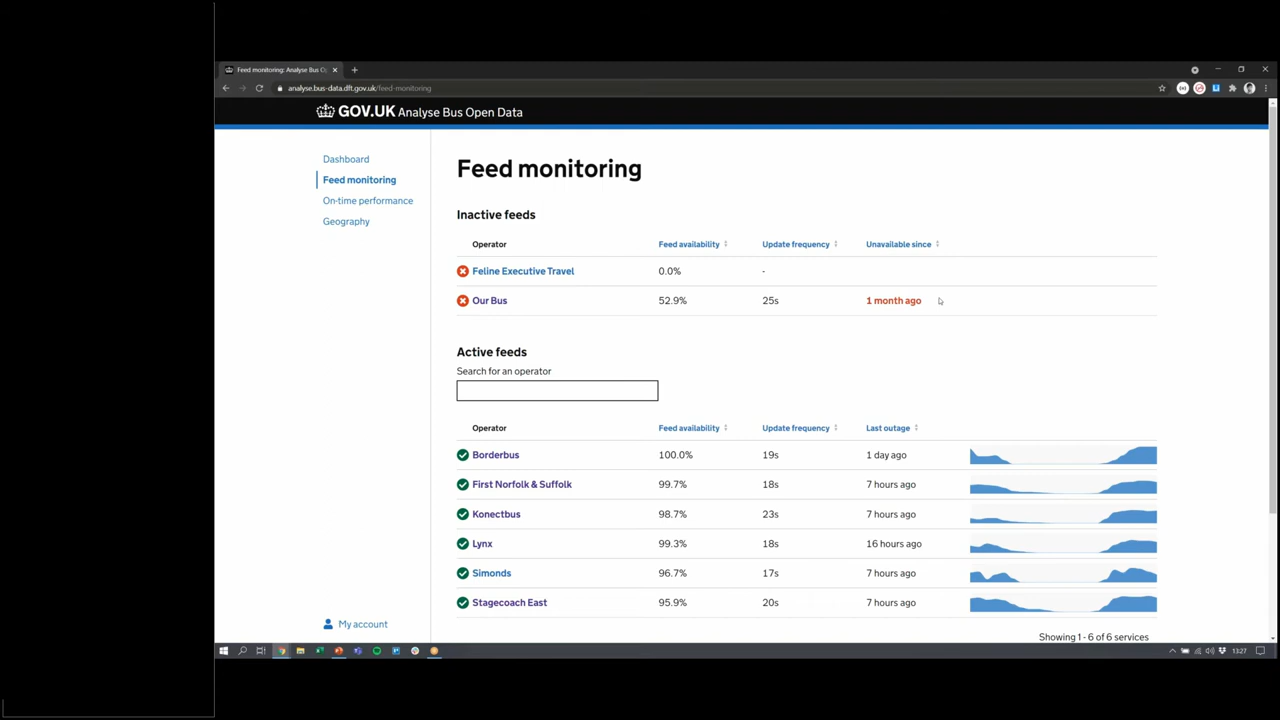 Feed monitoring: Analyse Bus O
analyse.bus-data.dft.gov.uk/feed-monitoring
GOV.UK Analyse Bus Open Data
Dashboard
Feed monitoring
On-time performance
Geography
My account
Feed monitoring
Inactive feeds
Operator Feed availability Update frequency Unavailable since
Feline Executive Travel 0.0% -
Our Bus 52.9% 25s 1 month ago
Active feeds
Search for an operator
Operator Feed availability Update frequency Last outage
Borderbus 100.0% 19s 1 day ago
First Norfolk & Suffolk 99.7% 18s 7 hours ago
Konectbus 98.7% 23s 7 hours ago
Lynx 99.3% 18s 16 hours ago
Simonds 96.7% 17s 7 hours ago
Stagecoach East 95.9% 20s 7 hours ago
Showing 1 - 6 of 6 services
13:27